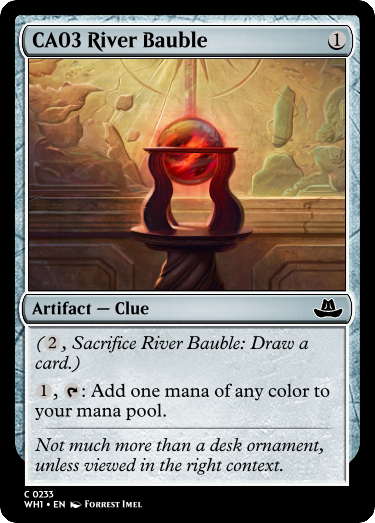 CA03 River Bauble 1
Artifact — Clue
(2, Sacrifice River Bauble: Draw a
card.)
1, : Add one mana of any color to
your mana pool.
Not much more than a desk ornament,
unless viewed in the right context.
C 0233
WH1 • EN Forrest Imel